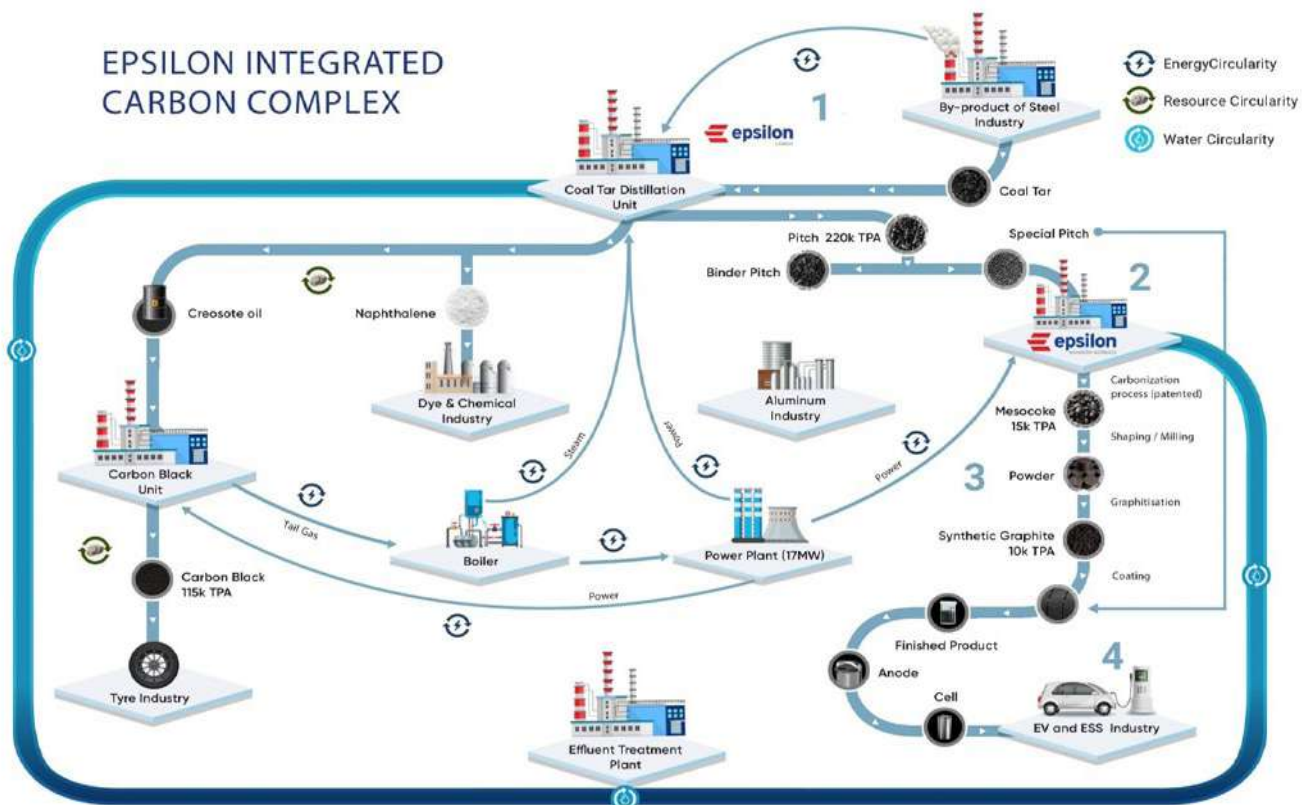 EPSILON INTEGRATED
CARBON COMPLEX
EnergyCircularity
Resource Circularity
Water Circularity
1
By-product of Steel
Industry
epsilon
Coal Tar Distillation
Unit
Coal Tar
Pitch 220k TPA
Special Pitch
Binder Pitch
2
Creosote oil
Naphthalene
epsilon
Dye & Chemical
Industry
Aluminum
Industry
Carbonization
process (patented)
Mesocoke
15k TPA
Shaping / Milling
Carbon Black
Unit
Steam
Power
Power
3
Powder
Tail Gas
Graphitisation
Boiler
Power Plant (17MW)
Synthetic Graphite
10k TPA
Carbon Black
115k TPA
Power
Coating
Finished Product
Anode
4
Cell
Tyre Industry
EV and ESS Industry
Effluent Treatment
Plant